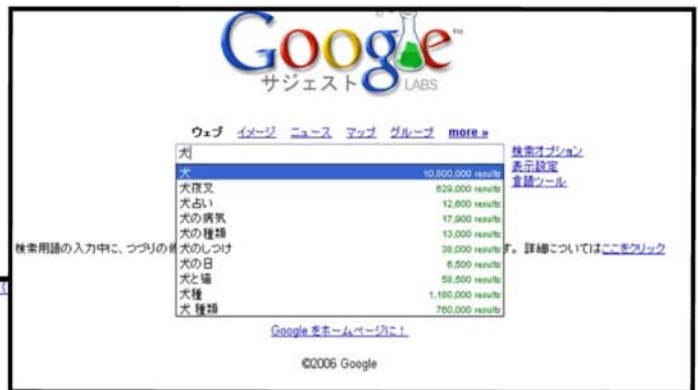 Google™
サジェスト LABS
ウェブ イメージ ニュース マップ グループ more »
犬
検索オプション
表示設定
言語ツール
犬 10,800,000 results
犬夜叉 629,000 results
犬占い 12,600 results
犬の病気 17,900 results
犬の種類 13,000 results
犬のしつけ 38,000 results
犬の日 6,500 results
犬と猫 58,500 results
犬種 1,180,000 results
犬 種類 760,000 results
検索用語の入力中に、つづりの す。詳細についてはここをクリック
Google をホームページに!
©2006 Google